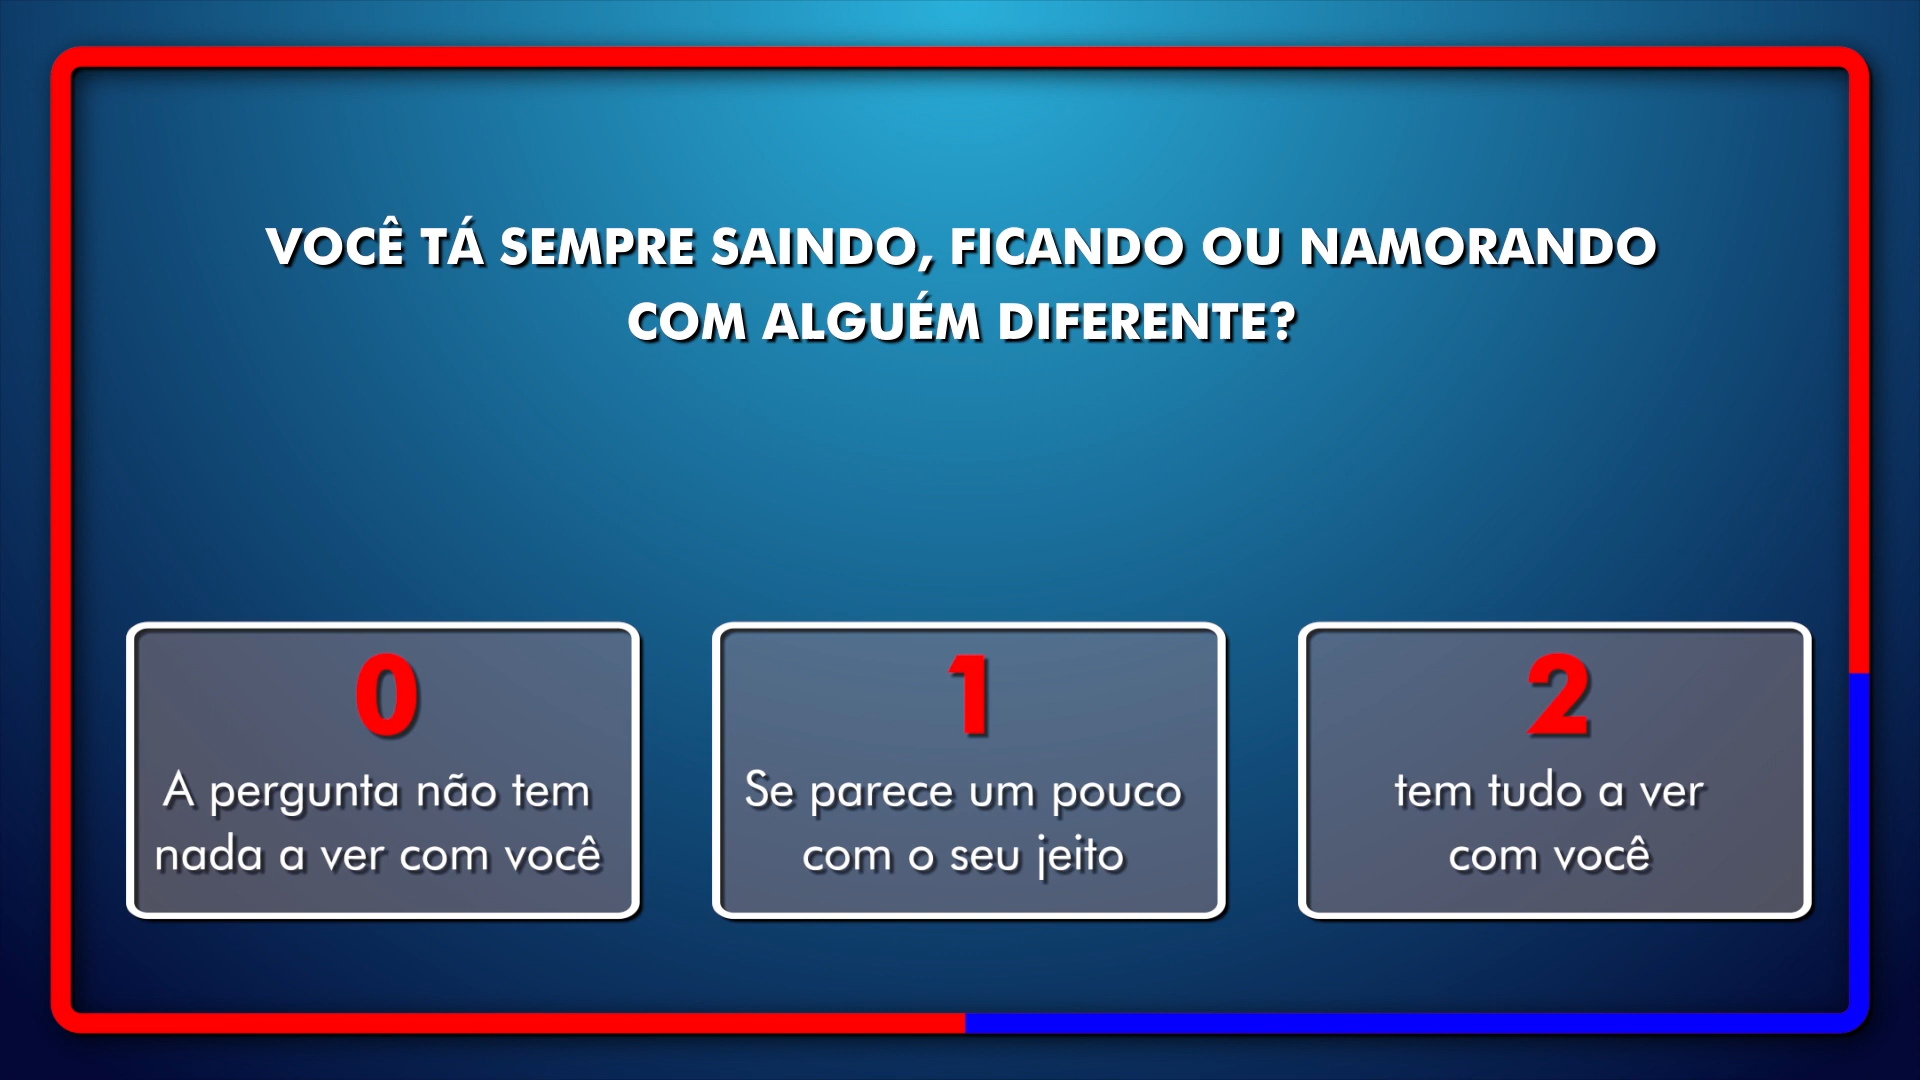 VOCÊ TÁ SEMPRE SAINDO, FICANDO OU NAMORANDO
COM ALGUÉM DIFERENTE?
0
A pergunta não tem
nada a ver com você
1
Se parece um pouco
com o seu jeito
2
tem tudo a ver
com você